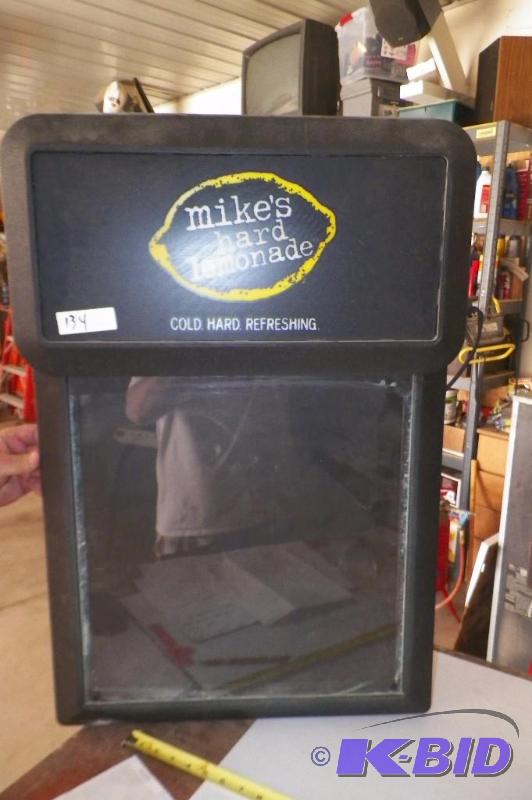 mike's
hard
lemonade
134
COLD. HARD. REFRESHING.
© K-BID